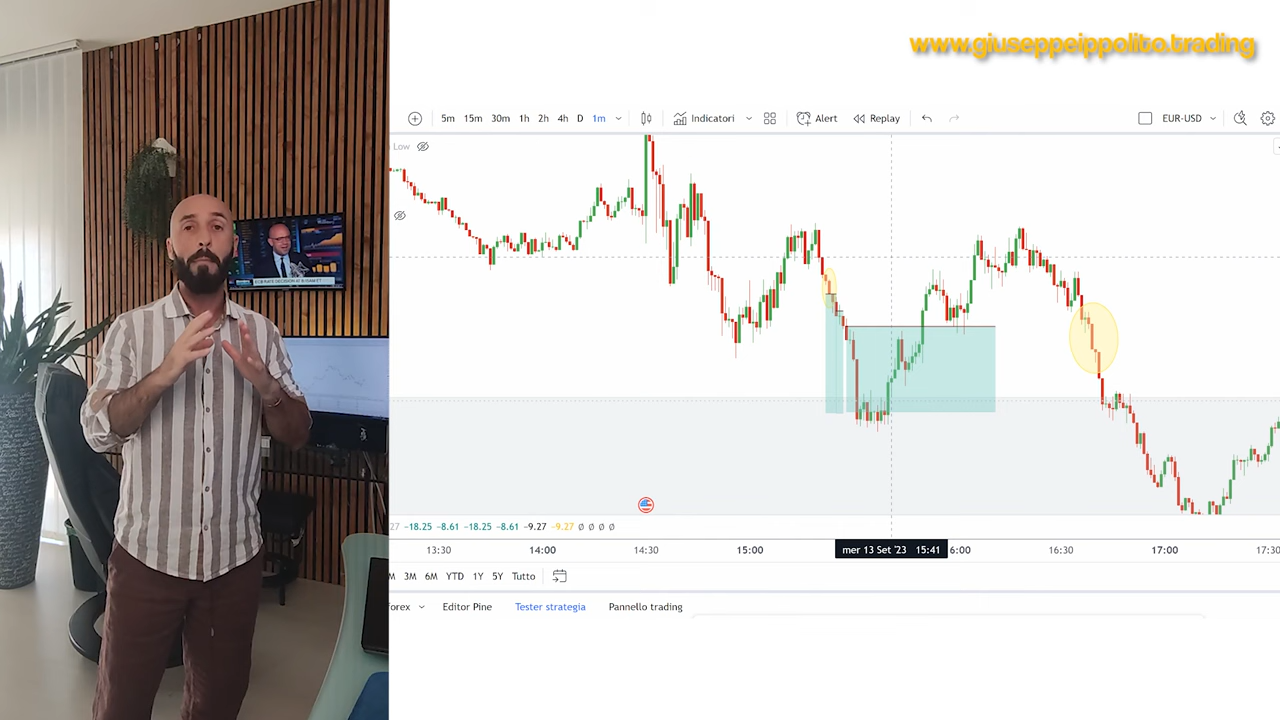 www.giuseppeippolito.trading
5m 15m 30m 1h 2h 4h D 1m Indicatori Alert Replay EUR-USD
Low
27 −18.25 −8.61 −18.25 −8.61 −9.27 −9.27 ∅ ∅ ∅ ∅
13:30 14:00 14:30 15:00 mer 13 Set '23 15:41 6:00 16:30 17:00 17:30
M 3M 6M YTD 1Y 5Y Tutto
orex Editor Pine Tester strategia Pannello trading